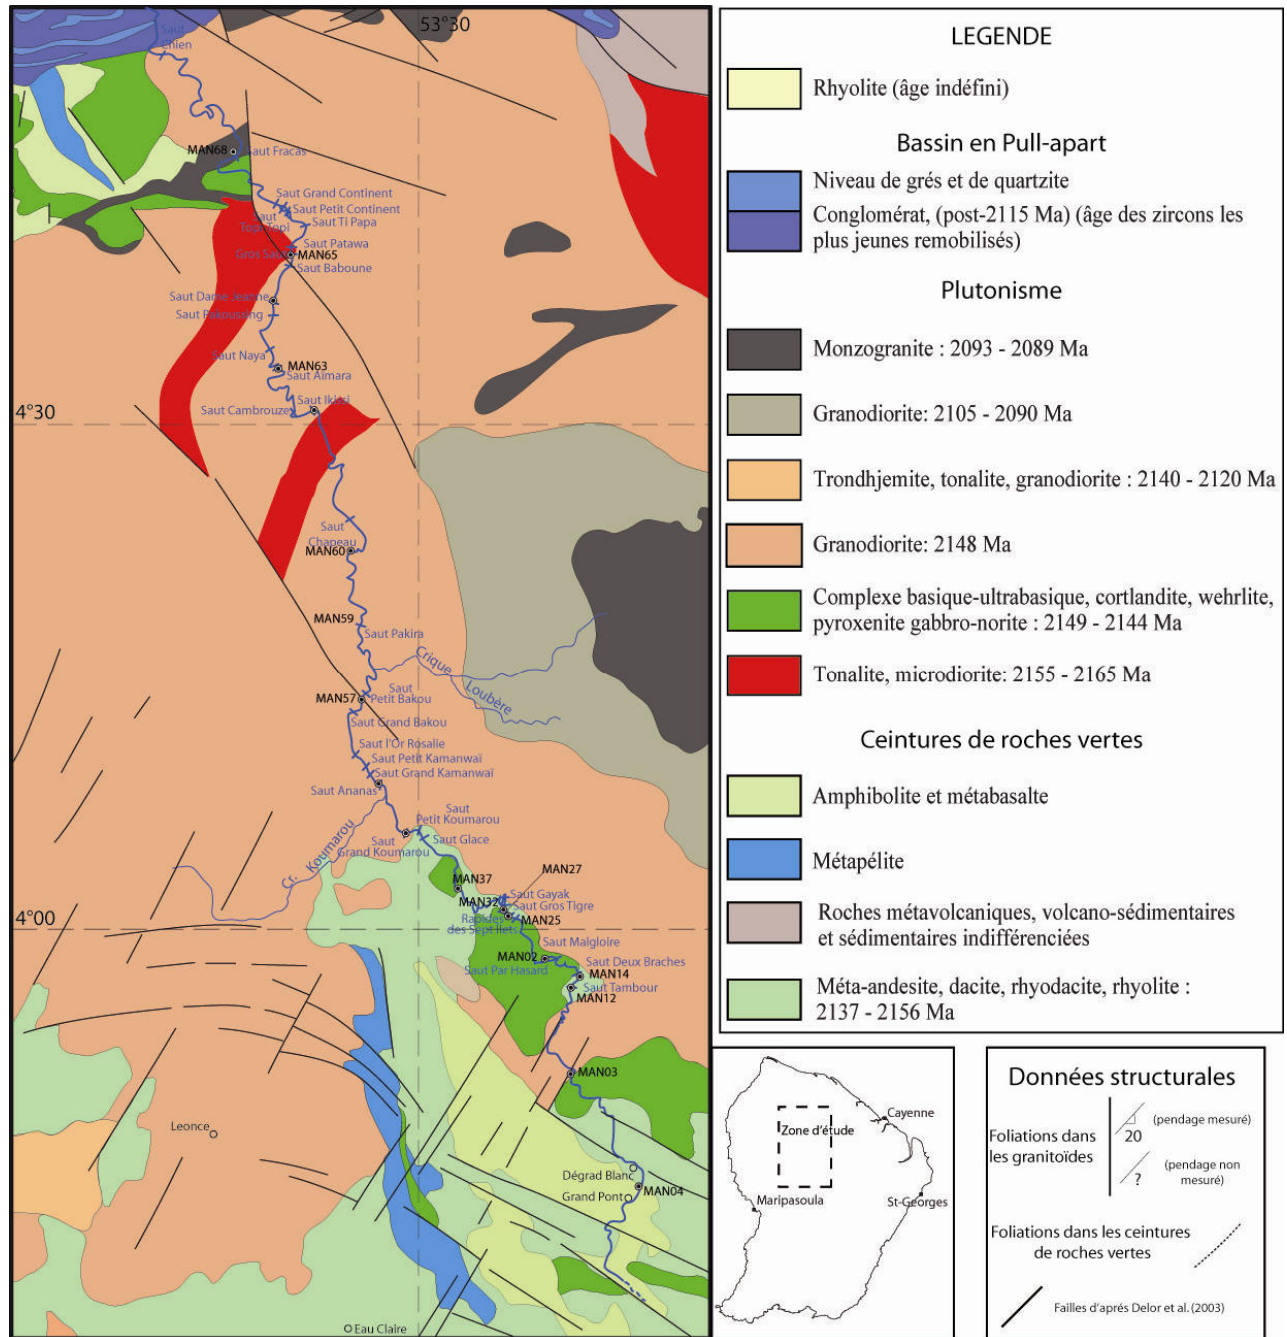 53°30
Saut
Chien
MAN68
Saut Fracas
Saut Grand Continent
Saut Petit Continent
Saut
Topi Topi
Saut Ti Papa
Saut Patawa
Gros Saut
MAN65
Saut Baboune
Saut Dame Jeanne
Saut Pakoussing
Saut Naya
MAN63
Saut Aïmara
Saut Cambrouze
4°30
Saut
Chapeau
MAN60
MAN59
Saut Pakira
Crique
Loubère
MAN57
Saut
Petit Bakou
Saut Grand Bakou
Saut l'Or Rosalie
Saut Petit Kamanwaï
Saut Grand Kamanwaï
Saut Ananas
Saut
Petit Koumarou
Saut
Grand Koumarou
Saut Glace
Cr. Koumarou
MAN27
MAN37
Saut Gayak
MAN32
Saut Gros Tigre
MAN25
Rapides
des Sept Ilets
4°00
Saut Malgloire
MAN02
Saut Par Hasard
Saut Deux Braches
MAN14
Saut Tambour
MAN12
MAN03
Leonce
Dégrad Blanc
MAN04
Grand Pont
Eau Claire
LEGENDE
Rhyolite (âge indéfini)
Bassin en Pull-apart
Niveau de grés et de quartzite
Conglomérat, (post-2115 Ma) (âge des zircons les
plus jeunes remobilisés)
Plutonisme
Monzogranite : 2093 - 2089 Ma
Granodiorite: 2105 - 2090 Ma
Trondhjemite, tonalite, granodiorite : 2140 - 2120 Ma
Granodiorite: 2148 Ma
Complexe basique-ultrabasique, cortlandite, wehrlite,
pyroxenite gabbro-norite : 2149 - 2144 Ma
Tonalite, microdiorite: 2155 - 2165 Ma
Ceintures de roches vertes
Amphibolite et métabasalte
Métapélite
Roches métavolcaniques, volcano-sédimentaires
et sédimentaires indifférenciées
Méta-andesite, dacite, rhyodacite, rhyolite :
2137 - 2156 Ma
Cayenne
Zone d'étude
Maripasoula
St-Georges
Données structurales
Foliations dans
les granitoïdes
20
(pendage mesuré)
?
(pendage non
mesuré)
Foliations dans les ceintures
de roches vertes
Failles d'aprés Delor et al. (2003)